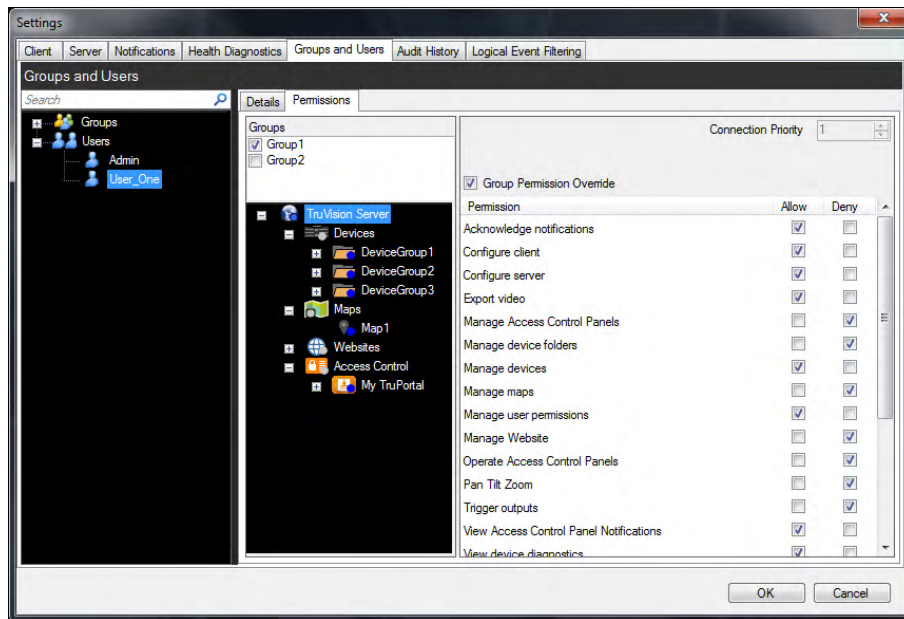 Settings
Client Server Notifications Health Diagnostics Groups and Users Audit History Logical Event Filtering
Groups and Users
Search
Groups
Users
Admin
User_One
Details Permissions
Groups
Group1
Group2
TruVision Server
Devices
DeviceGroup1
DeviceGroup2
DeviceGroup3
Maps
Map1
Websites
Access Control
My TruPortal
Connection Priority 1
Group Permission Override
Permission Allow Deny
Acknowledge notifications
Configure client
Configure server
Export video
Manage Access Control Panels
Manage device folders
Manage devices
Manage maps
Manage user permissions
Manage Website
Operate Access Control Panels
Pan Tilt Zoom
Trigger outputs
View Access Control Panel Notifications
View device diagnostics
OK Cancel